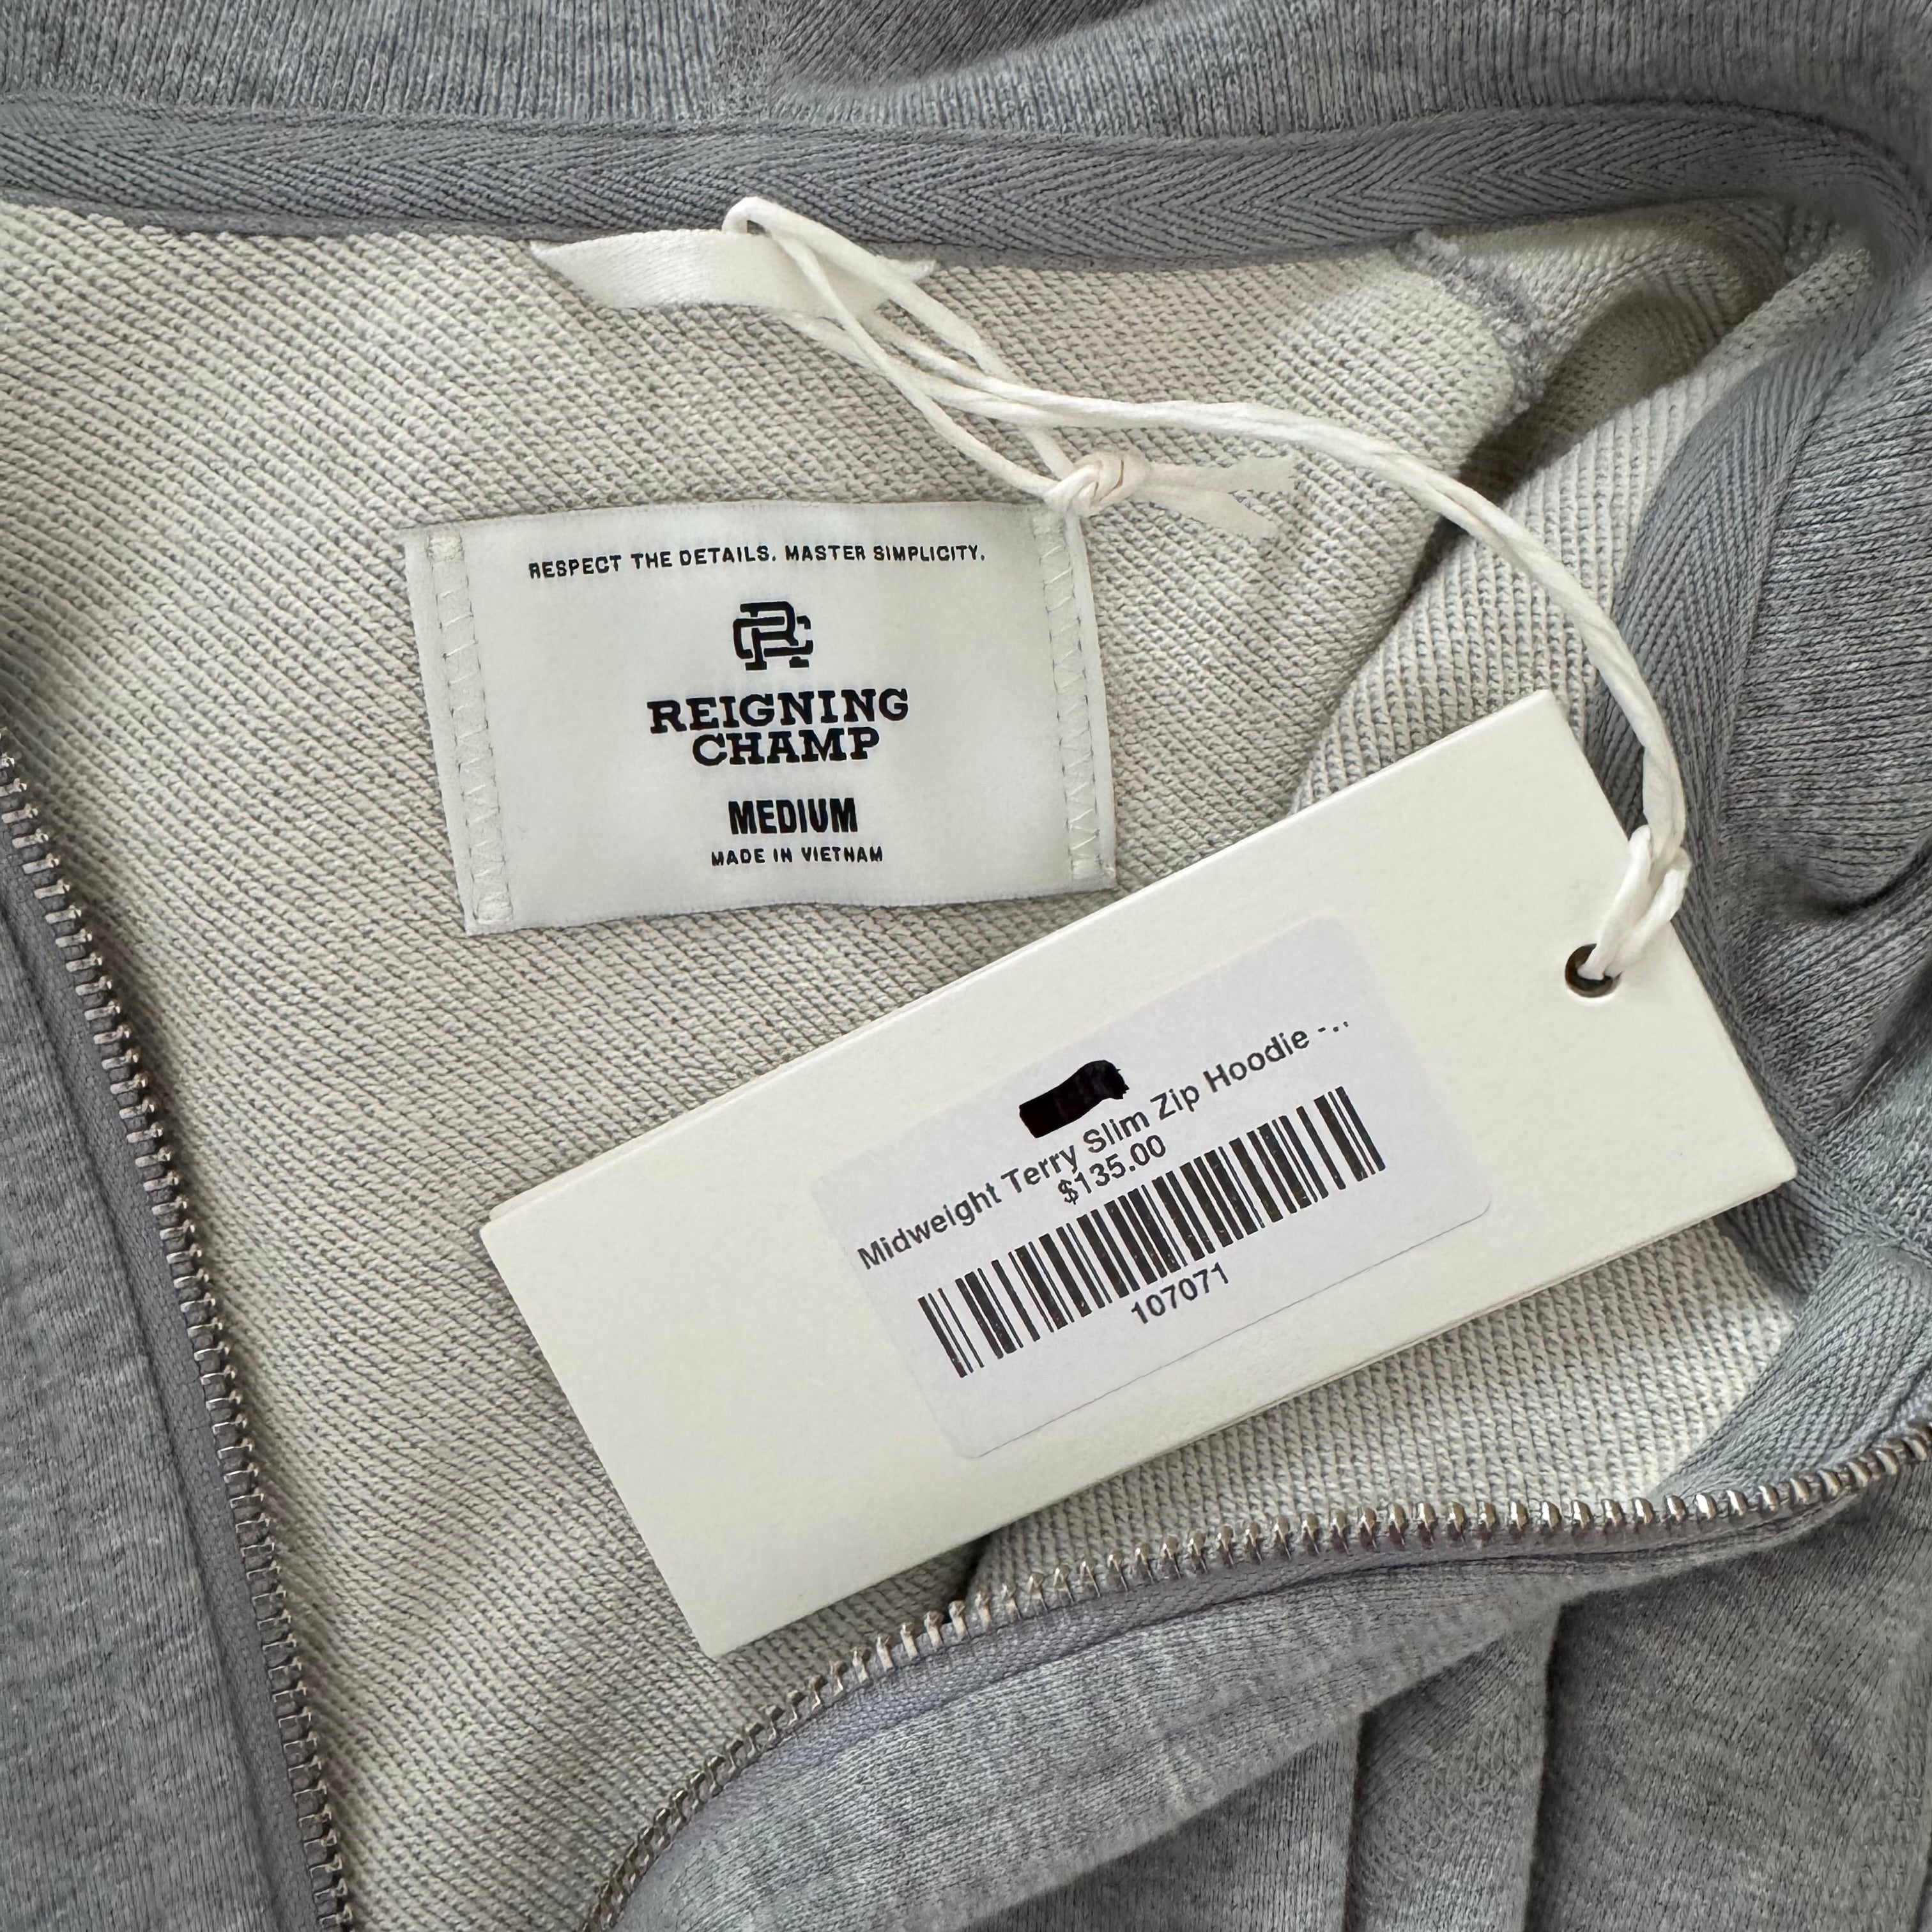 RESPECT THE DETAILS. MASTER SIMPLICITY.
RC
REIGNING
CHAMP
MEDIUM
MADE IN VIETNAM
Midweight Terry Slim Zip Hoodie -...
$135.00
107071